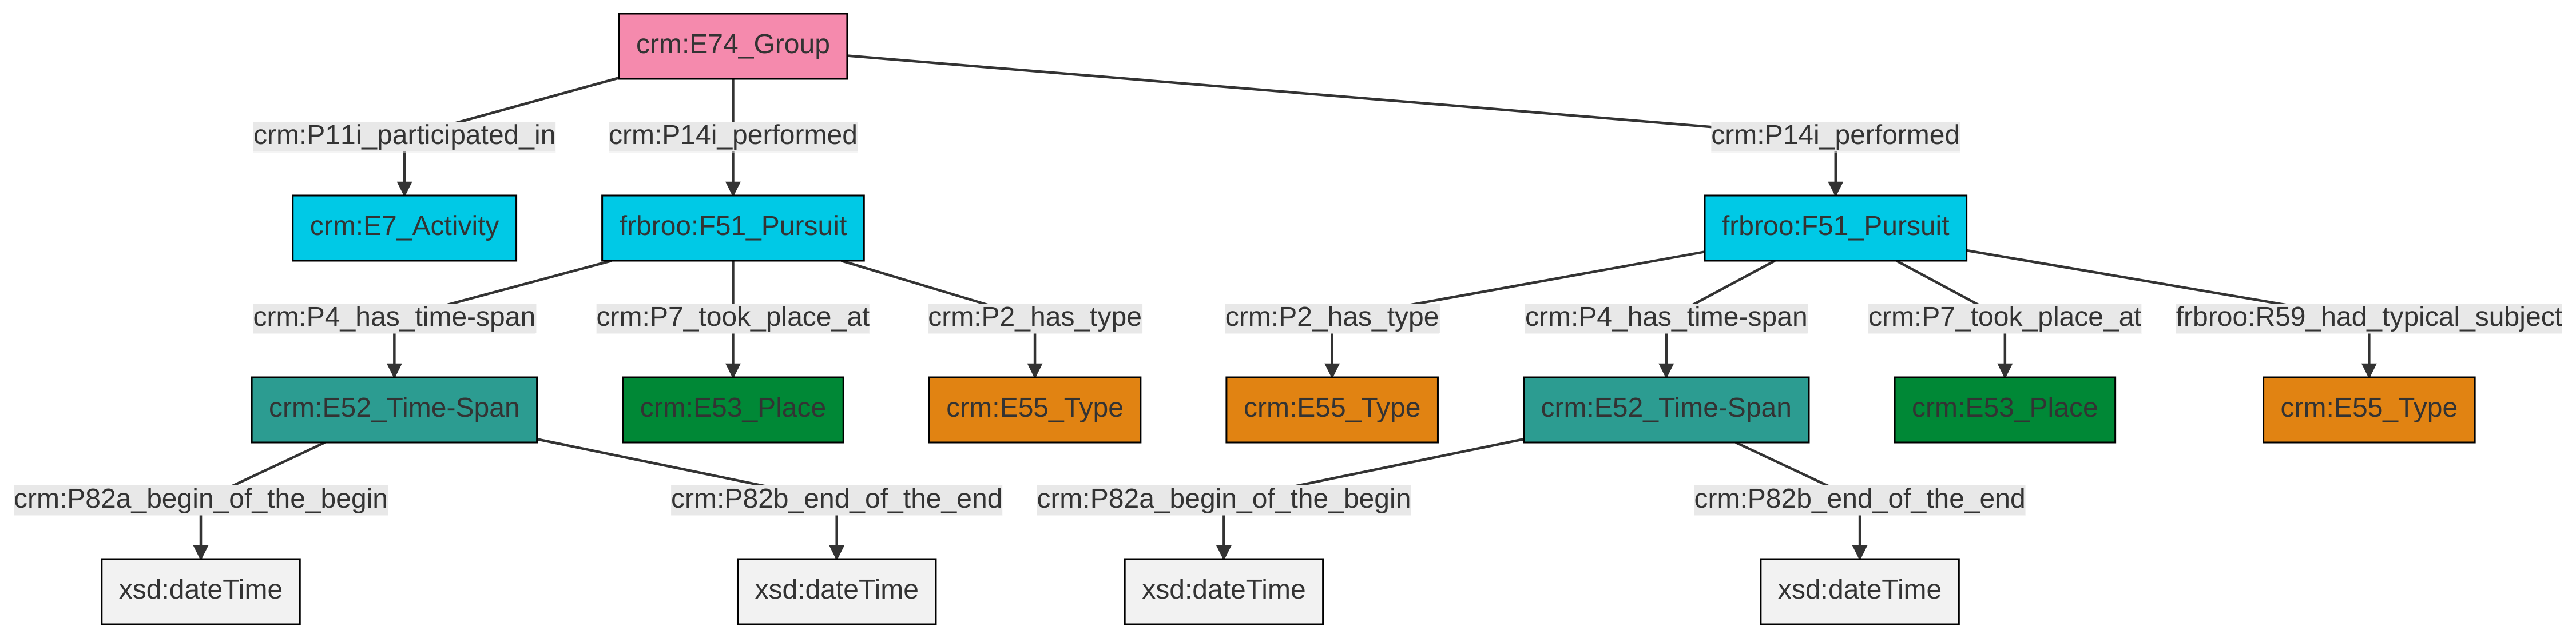 crm:E74_Group
crm:P11i_participated_in
crm:P14i_performed
crm:P14i_performed
crm:E7_Activity
frbroo:F51_Pursuit
frbroo:F51_Pursuit
crm:P4_has_time-span
crm:P7_took_place_at
crm:P2_has_type
crm:P2_has_type
crm:P4_has_time-span
crm:P7_took_place_at
frbroo:R59_had_typical_subject
crm:E52_Time-Span
crm:E53_Place
crm:E55_Type
crm:E55_Type
crm:E52_Time-Span
crm:E53_Place
crm:E55_Type
crm:P82a_begin_of_the_begin
crm:P82b_end_of_the_end
crm:P82a_begin_of_the_begin
crm:P82b_end_of_the_end
xsd:dateTime
xsd:dateTime
xsd:dateTime
xsd:dateTime